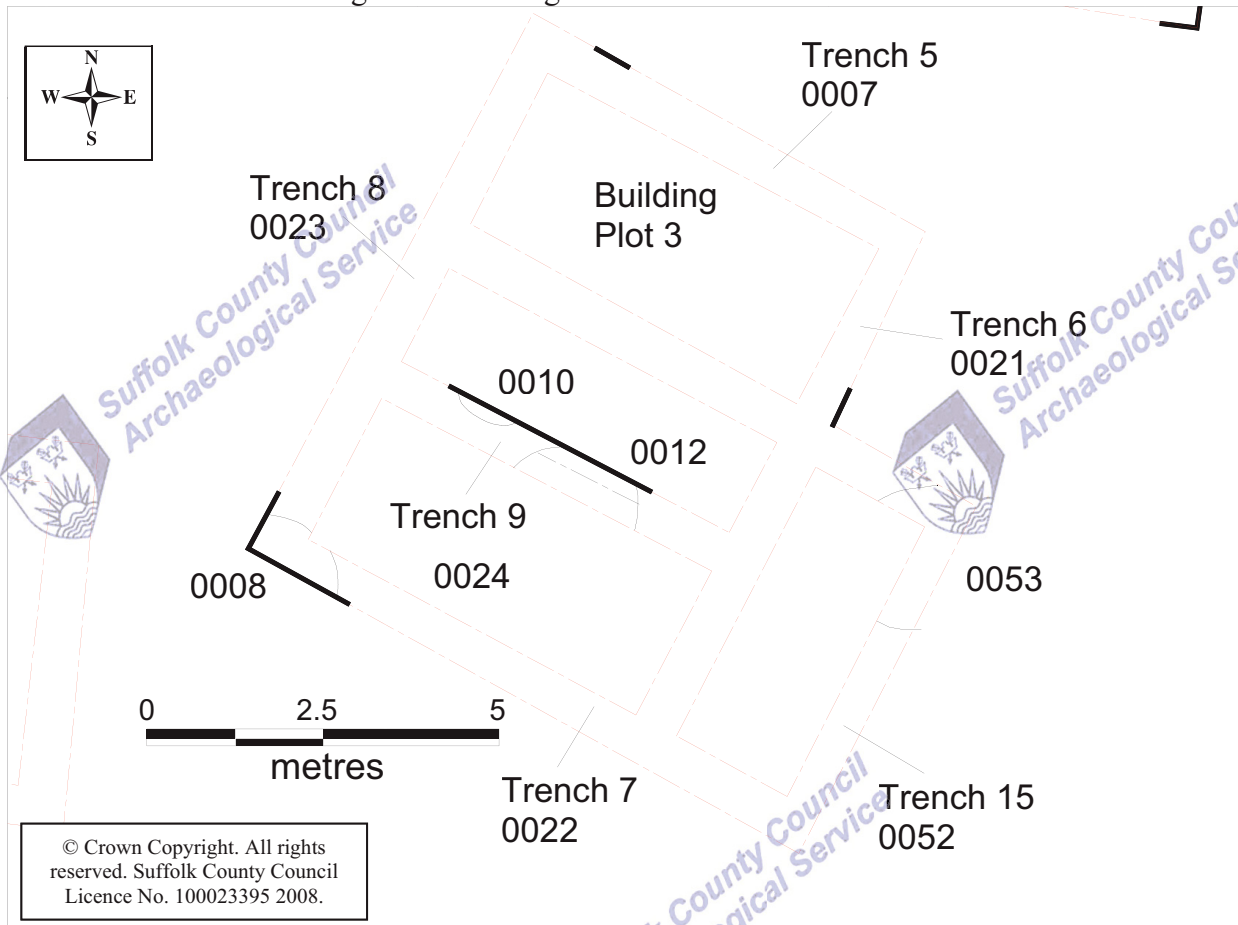 N
W E
S
Trench 5
0007
Trench 8
0023
Building
Plot 3
Trench 6
0021
0010
0012
Trench 9
0024
0008
0053
0 2.5 5
metres
Trench 7
0022
Trench 15
0052
© Crown Copyright. All rights
reserved. Suffolk County Council
Licence No. 100023395 2008.
Suffolk County Council
Archaeological Service
Suffolk County
Archaeological
County Council
Service